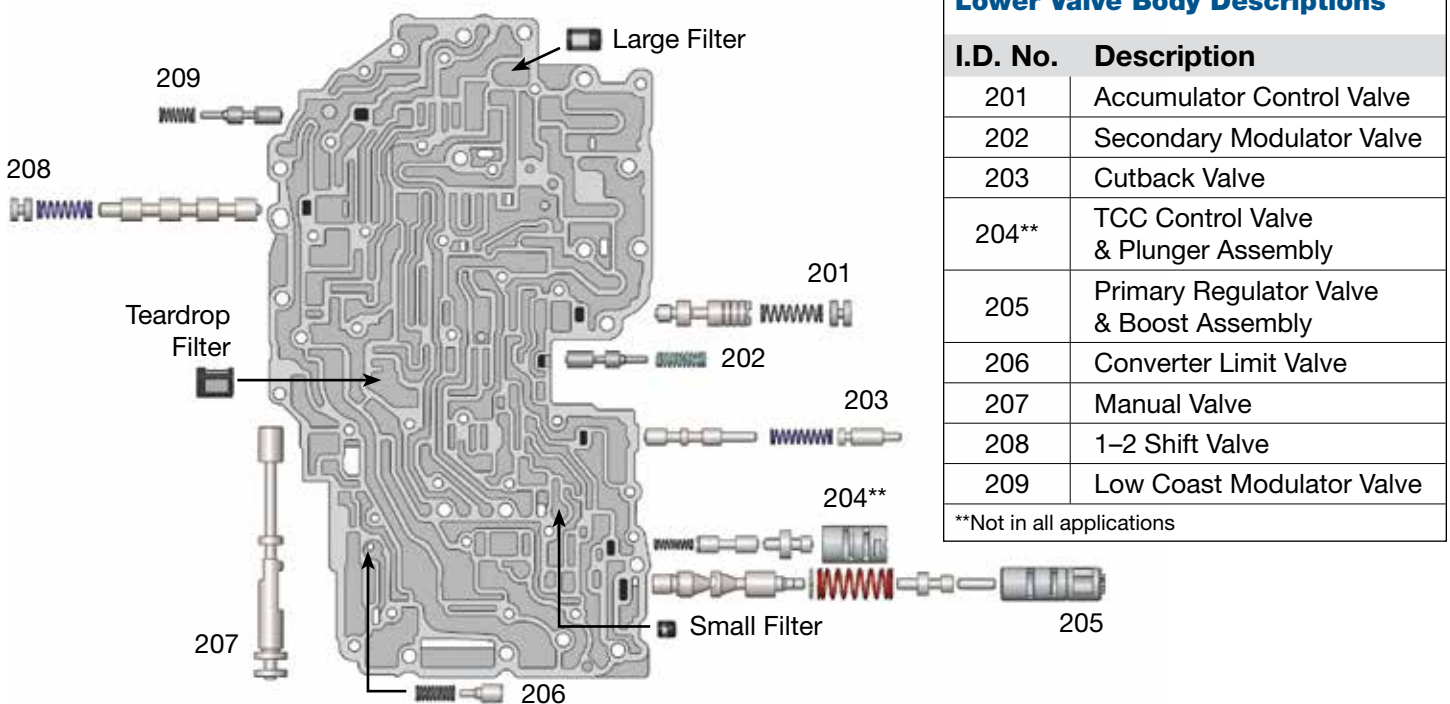 Large Filter
209
208
201
Teardrop
Filter
202
203
204**
Small Filter
205
207
206
Lower Valve Body Descriptions
I.D. No. Description
201 Accumulator Control Valve
202 Secondary Modulator Valve
203 Cutback Valve
204** TCC Control Valve
& Plunger Assembly
205 Primary Regulator Valve
& Boost Assembly
206 Converter Limit Valve
207 Manual Valve
208 1–2 Shift Valve
209 Low Coast Modulator Valve
**Not in all applications